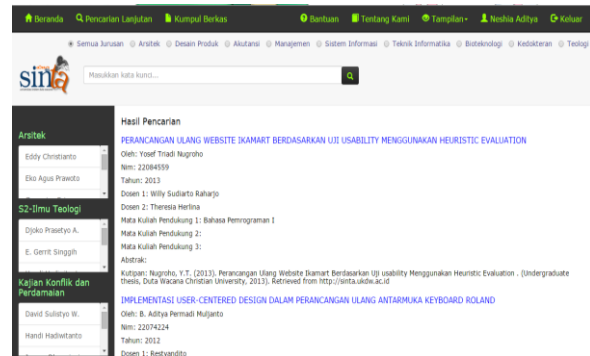 Beranda Pencarian Lanjutan Kumpul Berkas Bantuan Tentang Kami Tampilan Neshia Aditya Keluar
Semua Jurusan Arsitek Desain Produk Akutansi Manajemen Sistem Informasi Teknik Informatika Bioteknologi Kedokteran Teologi
sinta
Masukkan kata kunci...
Hasil Pencarian
Arsitek
Eddy Christianto
Eko Agus Prawoto
S2-Ilmu Teologi
Djoko Prasetyo A.
E. Gerrit Singgih
Kajian Konflik dan
Perdamaian
David Sulistyo W.
Handi Hadiwitanto
PERANCANGAN ULANG WEBSITE IKAMART BERDASARKAN UJI USABILITY MENGGUNAKAN HEURISTIC EVALUATION
Oleh: Yosef Triadi Nugroho
Nim: 22084559
Tahun: 2013
Dosen 1: Willy Sudiarto Raharjo
Dosen 2: Theresia Herlina
Mata Kuliah Pendukung 1: Bahasa Pemrograman I
Mata Kuliah Pendukung 2:
Mata Kuliah Pendukung 3:
Abstrak:
Kutipan: Nugroho, Y.T. (2013). Perancangan Ulang Website Ikamart Berdasarkan Uji usability Menggunakan Heuristc Evaluation . (Undergraduate
thesis, Duta Wacana Christian University, 2013). Retrieved from http://sinta.ukdw.ac.id
IMPLEMENTASI USER-CENTERED DESIGN DALAM PERANCANGAN ULANG ANTARMUKA KEYBOARD ROLAND
Oleh: B. Aditya Permadi Muljanto
Nim: 22074224
Tahun: 2012
Dosen 1: Restyandito